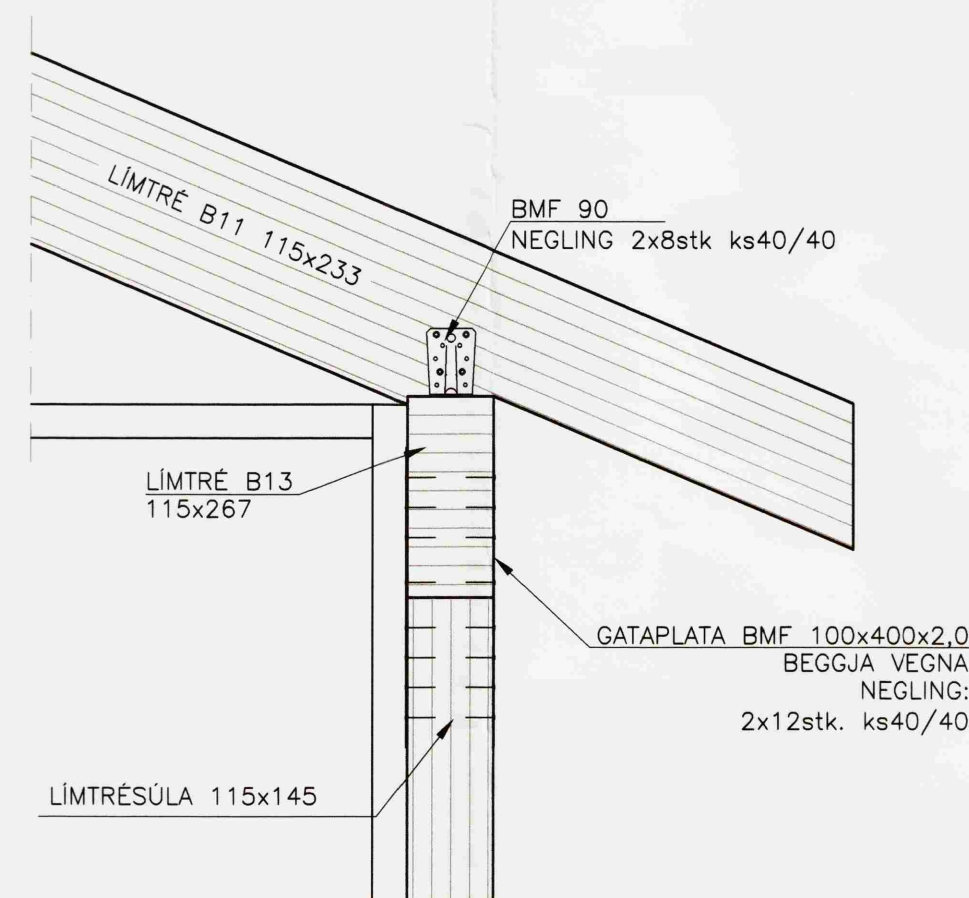 LÍMTRÉ B11 115x233
BMF 90
NEGLING 2x8stk ks40/40
LÍMTRÉ B13
115x267
GATAPLATA BMF 100x400x2,0
BEGGJA VEGNA
NEGLING:
2x12stk. ks40/40
LÍMTRÉSÚLA 115x145